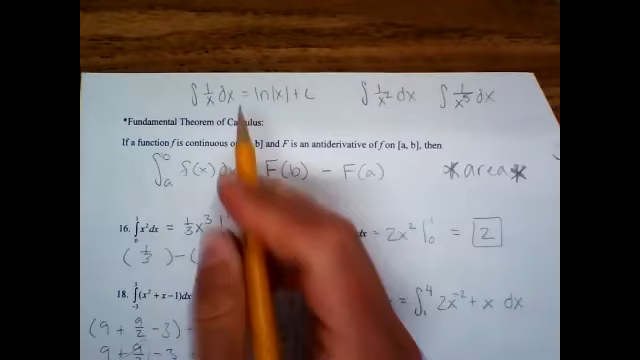 ∫ 1/x dx = ln|x| + C ∫ 1/x² dx ∫ 1/x⁵ dx
*Fundamental Theorem of Calculus:
If a function f is continuous b] and F is an antiderivative of f on [a, b], then
∫ₐᵇ f(x) dx F(b) - F(a) *area*
16. ∫₀¹ x² dx = 1/3 x³ | dx = 2x² |₀¹ = 2
( 1/3 ) - (
18. ∫₋₃³ (x² + x - 1)dx = ∫₁⁴ 2x⁻² + x dx
(9 + 9/2 - 3)
9 + 9/2 - 3